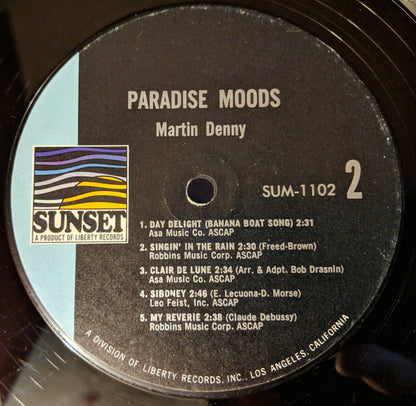 PARADISE MOODS
Martin Denny
SUM-1102 2
SUNSET
A PRODUCT OF LIBERTY RECORDS
1. DAY DELIGHT (BANANA BOAT SONG) 2:31
Asa Music Co. ASCAP
2. SINGIN' IN THE RAIN 2:30 (Freed-Brown)
Robbins Music Corp. ASCAP
3. CLAIR DE LUNE 2:34 (Arr. & Adpt. Bob Drasnin)
Asa Music Co. ASCAP
4. SIBONEY 2:46 (E. Lecuona-D. Morse)
Leo Feist, Inc. ASCAP
5. MY REVERIE 2:38 (Claude Debussy)
Robbins Music Corp. ASCAP
A DIVISION OF LIBERTY RECORDS, INC., LOS ANGELES, CALIFORNIA